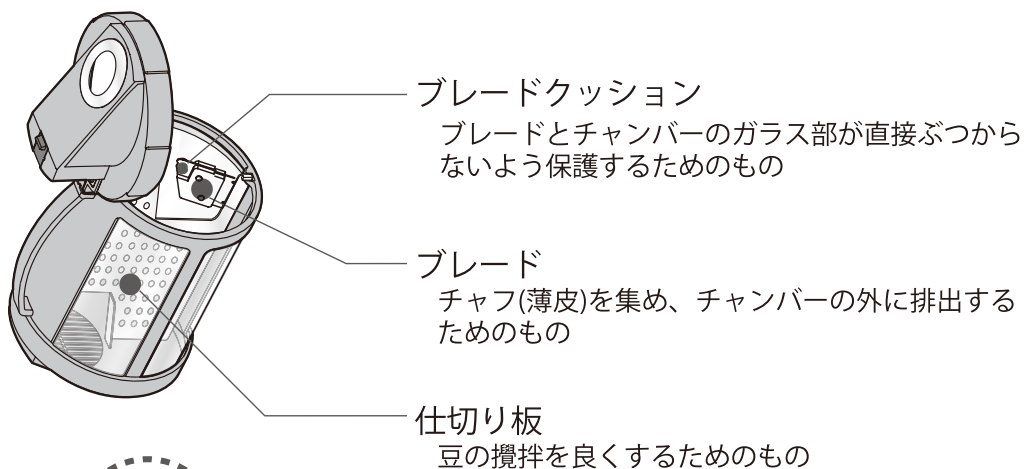 ブレードクッション
ブレードとチャンバーのガラス部が直接ぶつから
ないよう保護するためのもの
ブレード
チャフ(薄皮)を集め、チャンバーの外に排出する
ためのもの
仕切り板
豆の攪拌を良くするためのもの